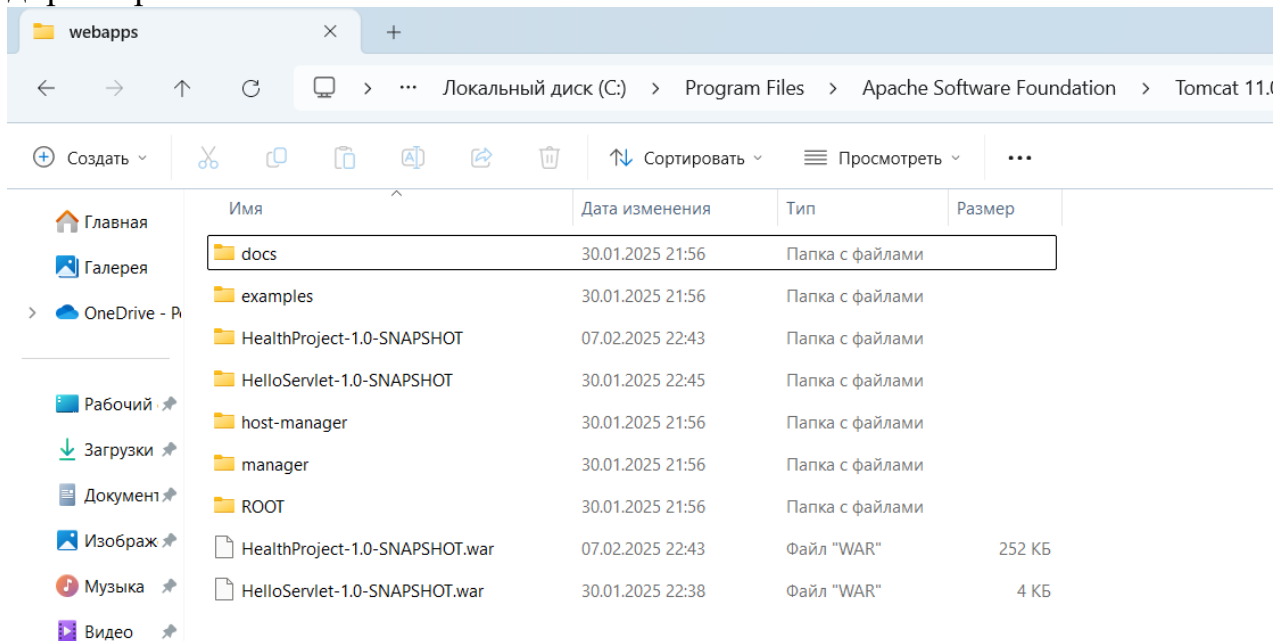 webapps
Локальный диск (C:) > Program Files > Apache Software Foundation > Tomcat 11.0
Создать
Сортировать
Просмотреть
Имя Дата изменения Тип Размер
Главная
Галерея
OneDrive - Pe
Рабочий
Загрузки
Документ
Изображ
Музыка
Видео
docs 30.01.2025 21:56 Папка с файлами
examples 30.01.2025 21:56 Папка с файлами
HealthProject-1.0-SNAPSHOT 07.02.2025 22:43 Папка с файлами
HelloServlet-1.0-SNAPSHOT 30.01.2025 22:45 Папка с файлами
host-manager 30.01.2025 21:56 Папка с файлами
manager 30.01.2025 21:56 Папка с файлами
ROOT 30.01.2025 21:56 Папка с файлами
HealthProject-1.0-SNAPSHOT.war 07.02.2025 22:43 Файл "WAR" 252 КБ
HelloServlet-1.0-SNAPSHOT.war 30.01.2025 22:38 Файл "WAR" 4 КБ